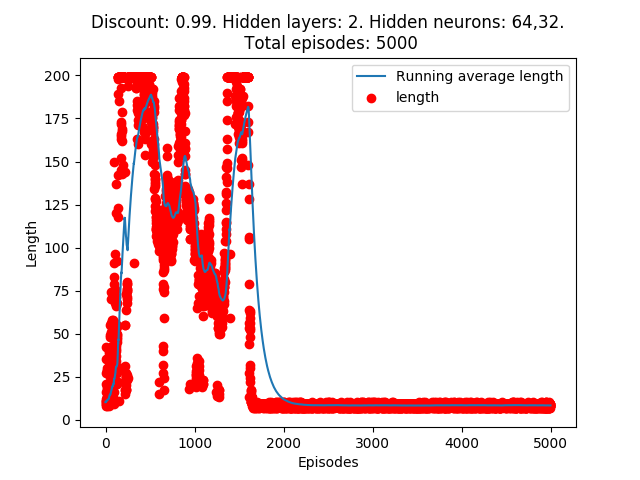 Discount: 0.99. Hidden layers: 2. Hidden neurons: 64,32.
Total episodes: 5000
Running average length
length
200
175
150
125
100
75
50
25
0
Length
0 1000 2000 3000 4000 5000
Episodes